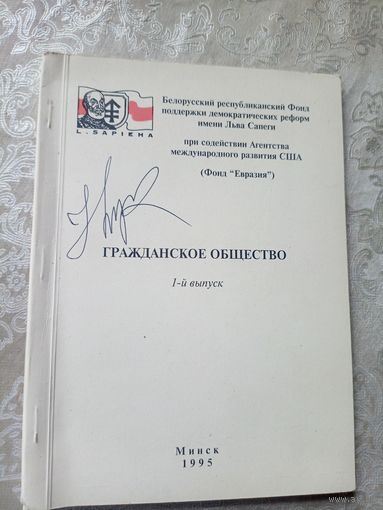 L. SAPIEHA
Белорусский республиканский Фонд
поддержки демократических реформ
имени Льва Сапеги
при содействии Агентства
международного развития США
(Фонд "Евразия")
ГРАЖДАНСКОЕ ОБЩЕСТВО
1-й выпуск
Минск
1995